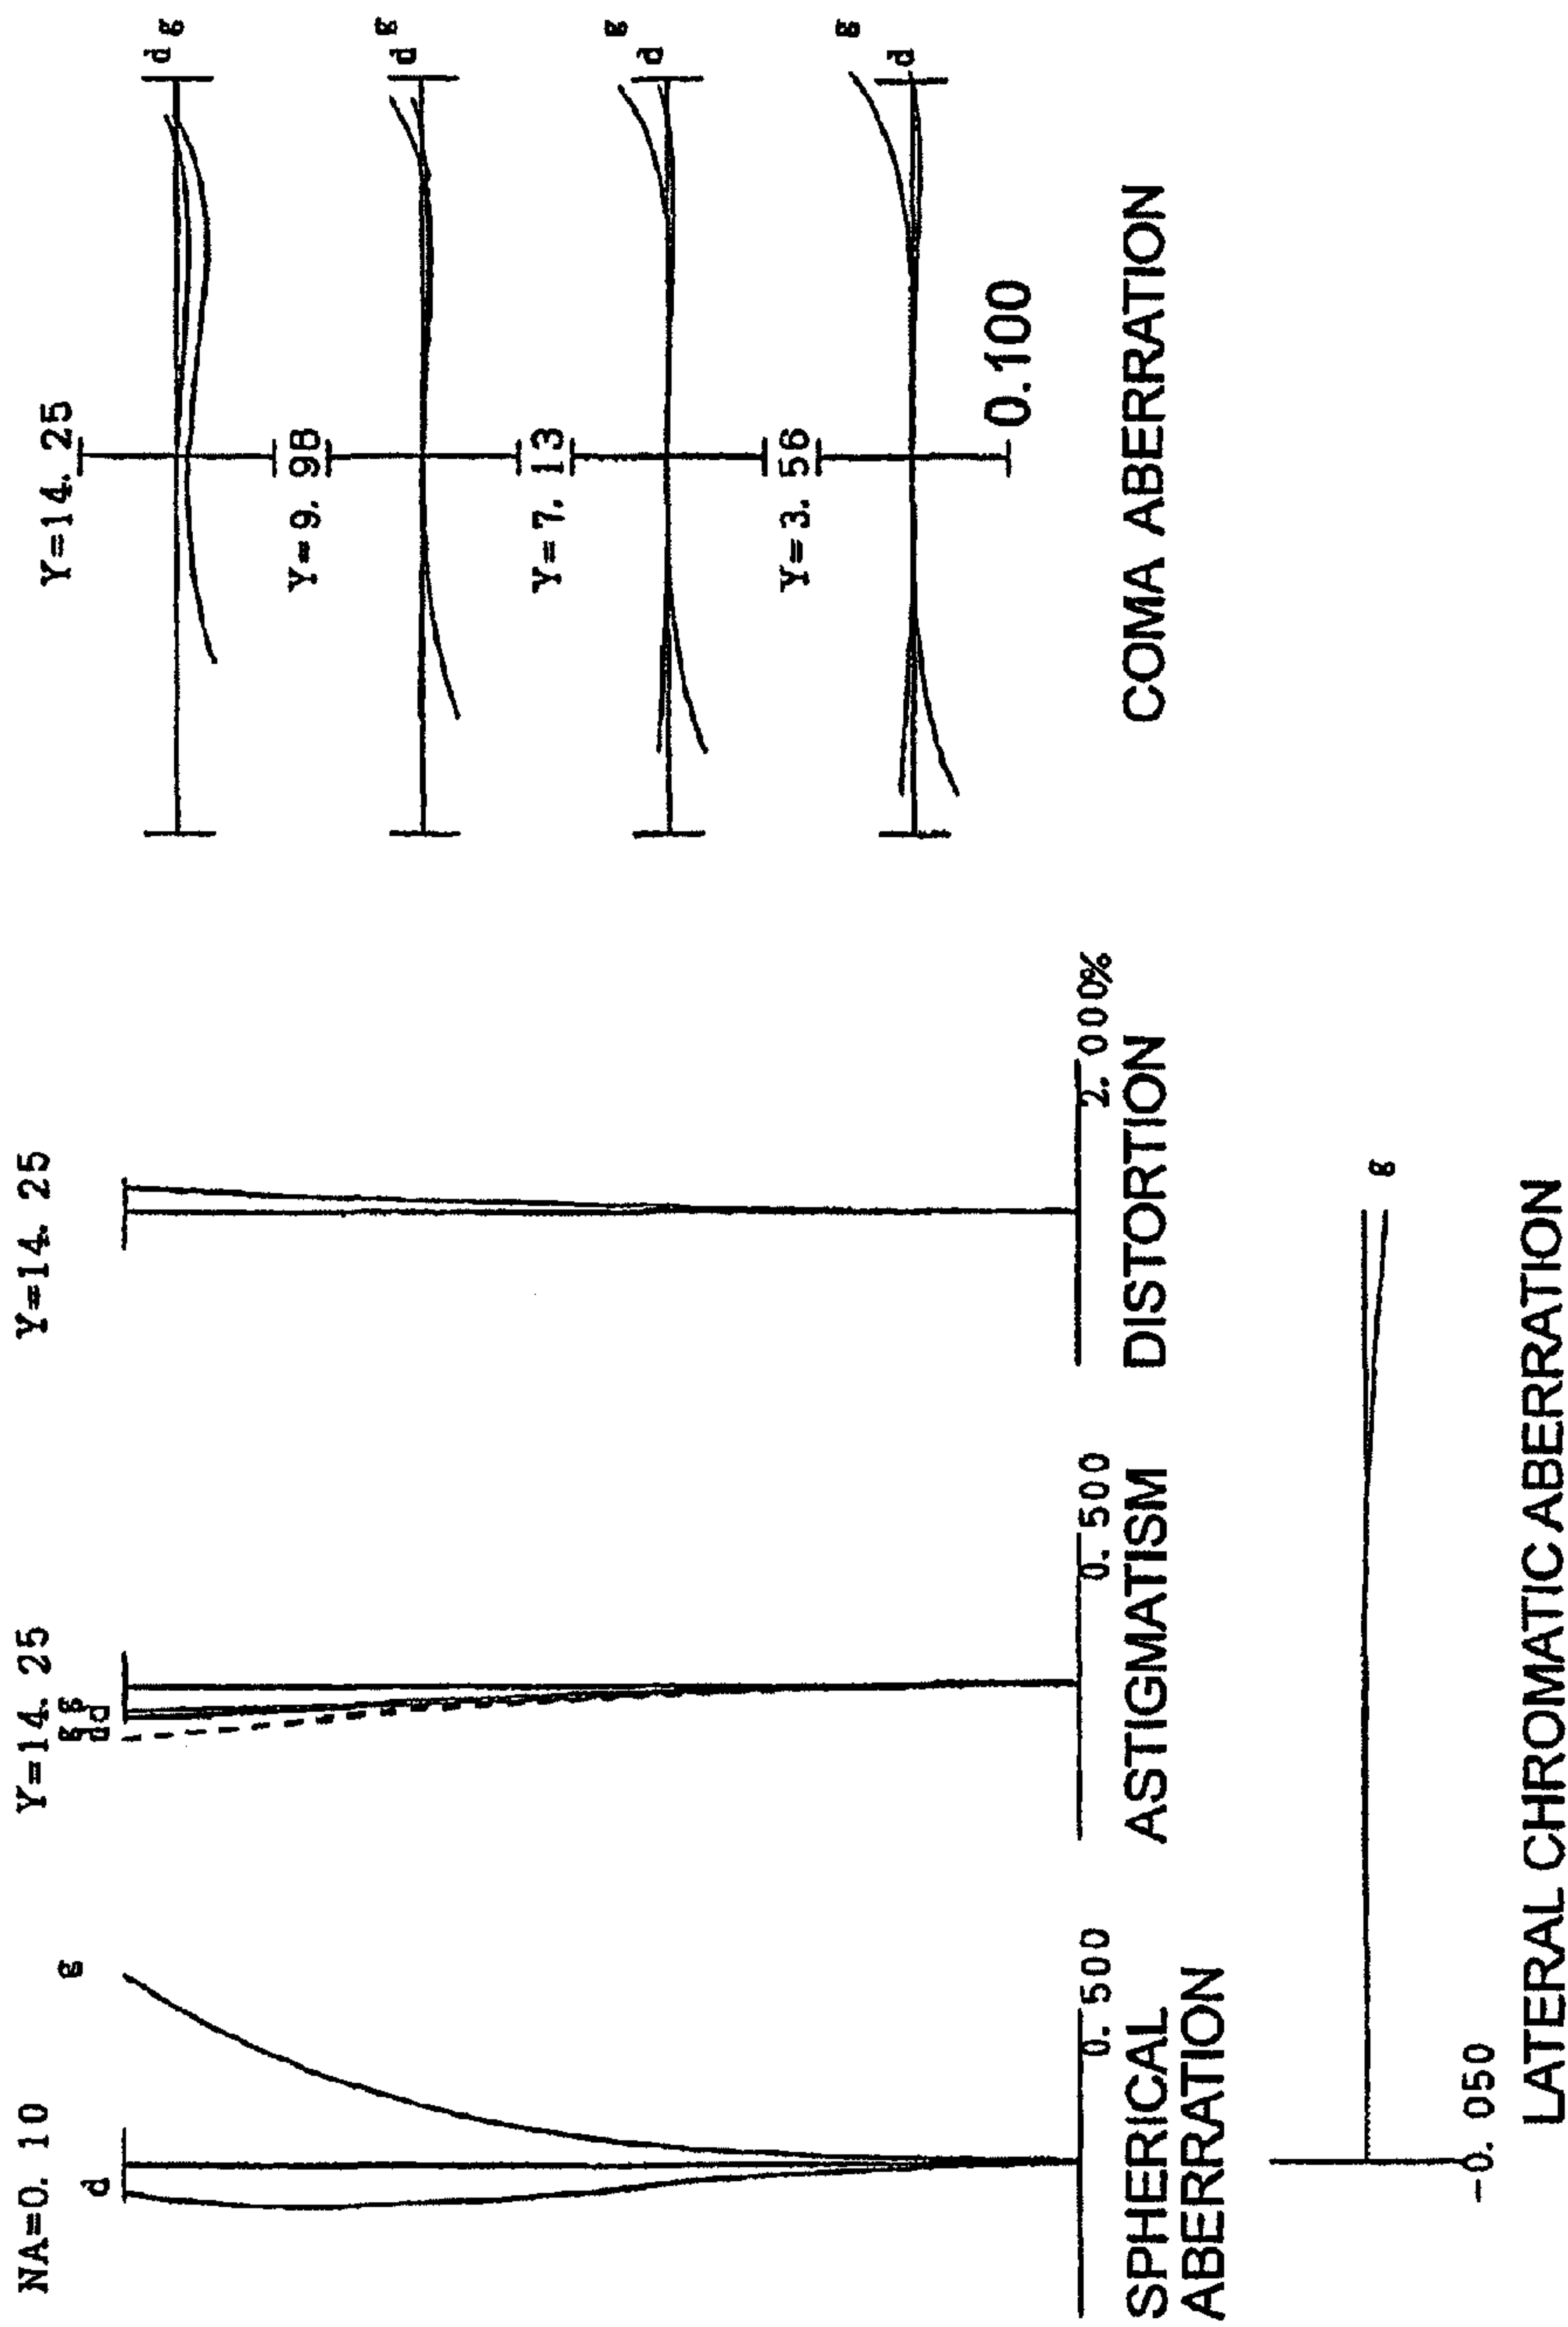 NA=0. 10
d
g
0. 500
SPHERICAL
ABERRATION
Y=14. 25
g g
d d
0. 500
ASTIGMATISM
Y=14. 25
2. 000%
DISTORTION
Y=14. 25
d g
Y=9. 98
d g
Y=7. 13
g
d
Y=3. 56
g
d
0.100
COMA ABERRATION
g
-0. 050
LATERAL CHROMATIC ABERRATION